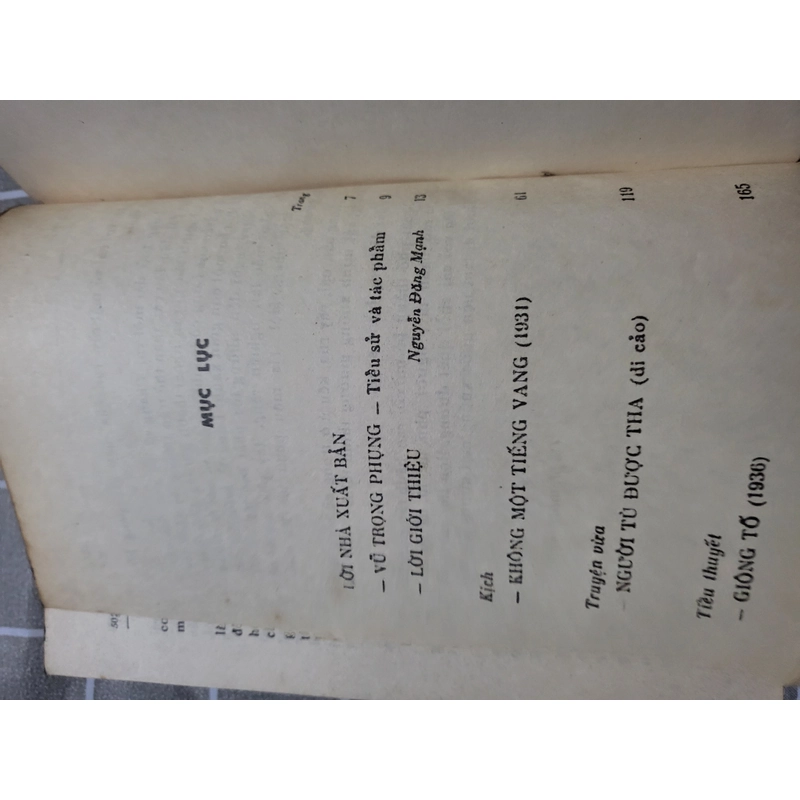 MỤC LỤC
Trang
LỜI NHÀ XUẤT BẢN 7
– VŨ TRỌNG PHỤNG – Tiểu sử và tác phẩm 9
– LỜI GIỚI THIỆU Nguyễn Đăng Mạnh 13
Kịch
– KHÔNG MỘT TIẾNG VANG (1931) 61
Truyện vừa
– NGƯỜI TÙ ĐƯỢC THA (di cảo) 119
Tiểu thuyết
– GIÔNG TỐ (1936) 165